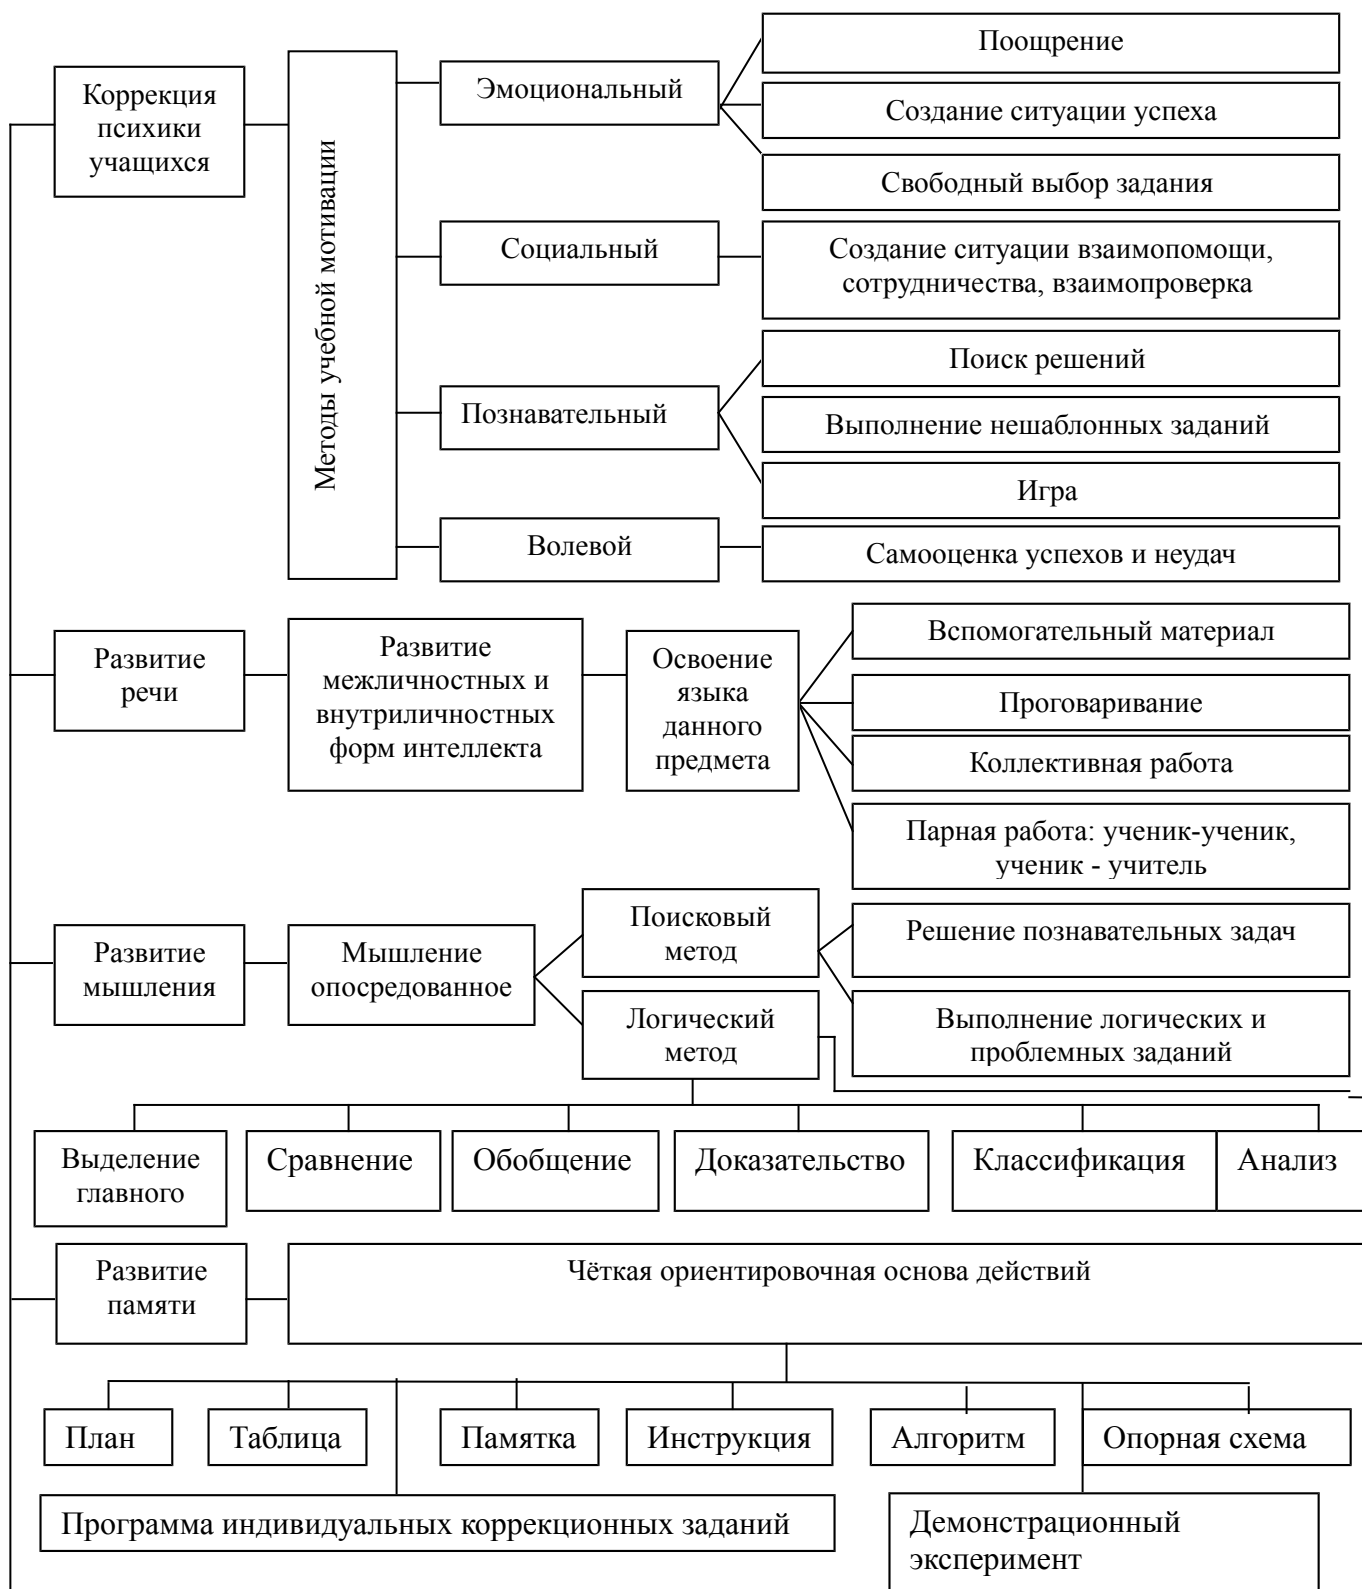 Коррекция
психики
учащихся
Методы учебной мотивации
Эмоциональный
Поощрение
Создание ситуации успеха
Свободный выбор задания
Социальный
Создание ситуации взаимопомощи,
сотрудничества, взаимопроверка
Познавательный
Поиск решений
Выполнение нешаблонных заданий
Игра
Волевой
Самооценка успехов и неудач
Развитие
речи
Развитие
межличностных и
внутриличностных
форм интеллекта
Освоение
языка
данного
предмета
Вспомогательный материал
Проговаривание
Коллективная работа
Парная работа: ученик-ученик,
ученик - учитель
Развитие
мышления
Мышление
опосредованное
Поисковый
метод
Решение познавательных задач
Выполнение логических и
проблемных заданий
Логический
метод
Выделение
главного
Сравнение
Обобщение
Доказательство
Классификация
Анализ
Развитие
памяти
Чёткая ориентировочная основа действий
План
Таблица
Памятка
Инструкция
Алгоритм
Опорная схема
Программа индивидуальных коррекционных заданий
Демонстрационный
эксперимент